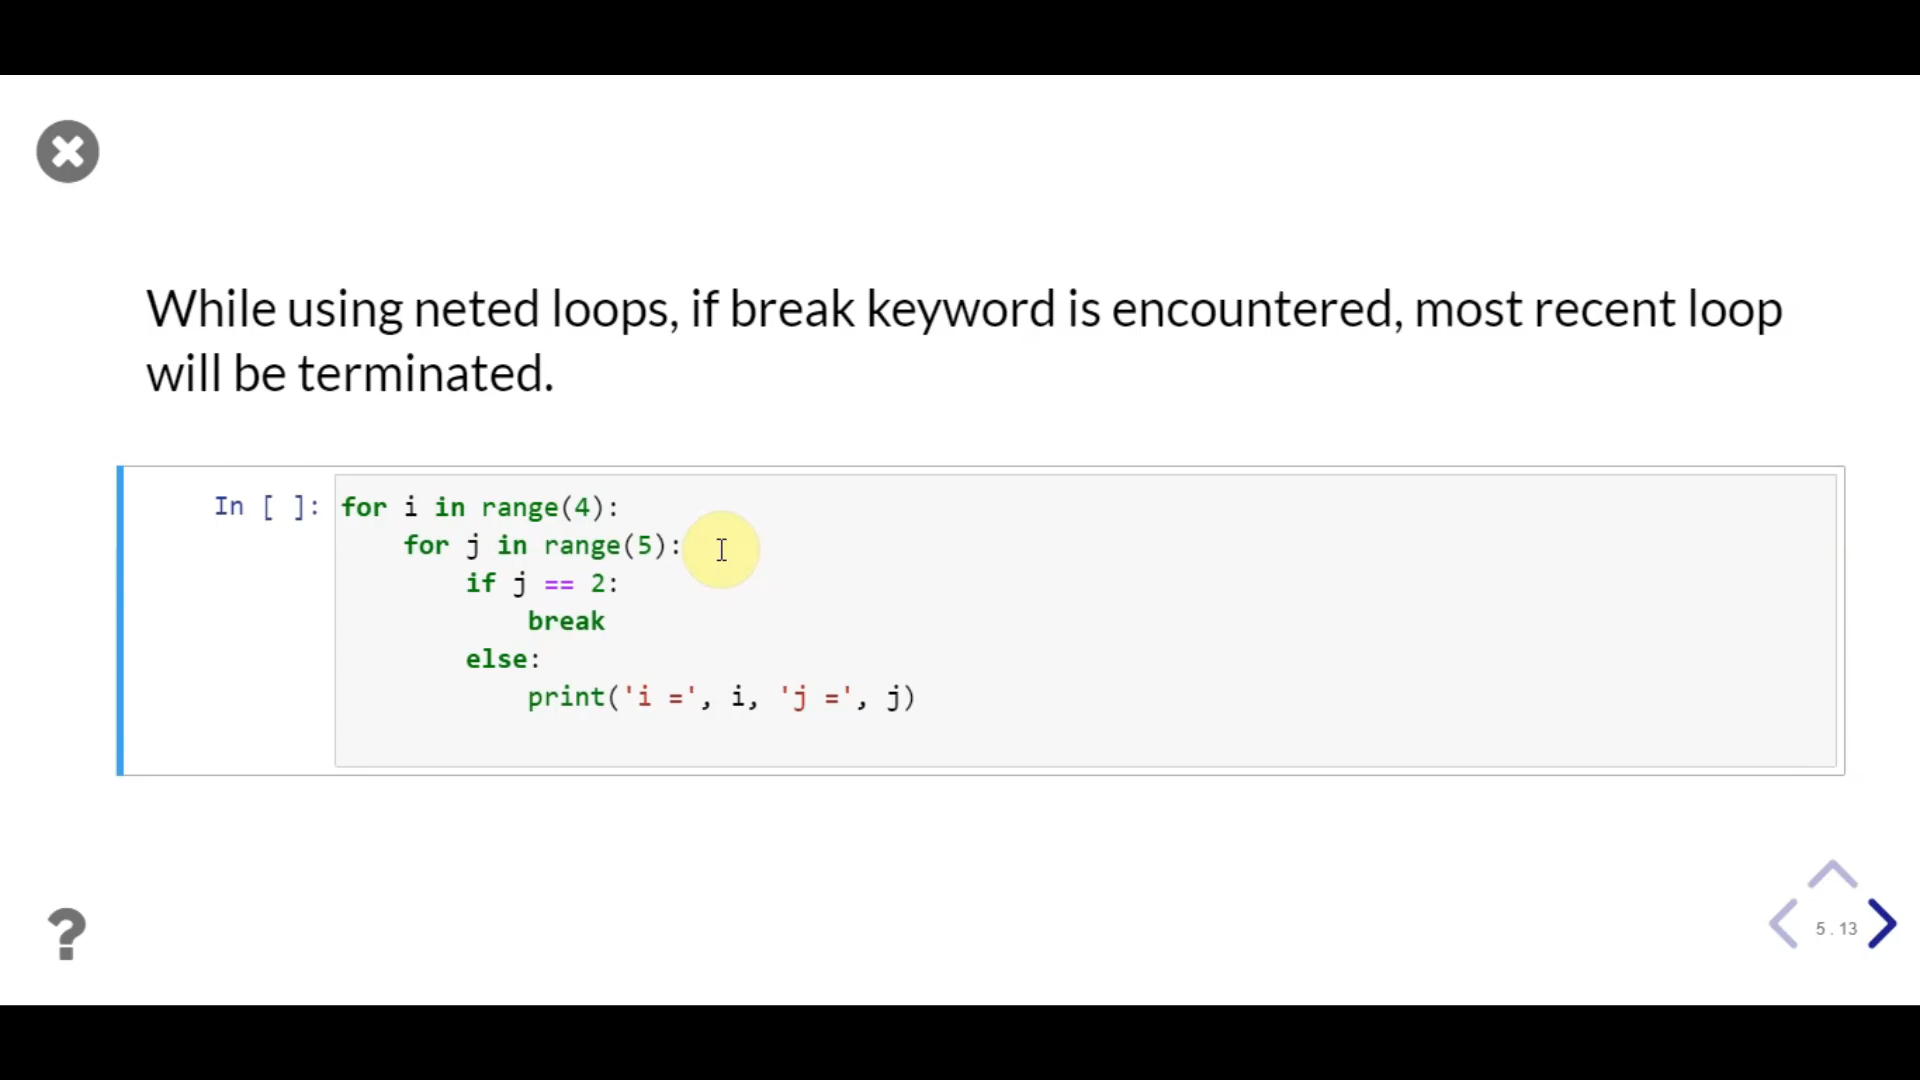 While using neted loops, if break keyword is encountered, most recent loop
will be terminated.
In [ ]: for i in range(4):
    for j in range(5):
        if j == 2:
            break
        else:
            print('i =', i, 'j =', j)
?
5 . 13